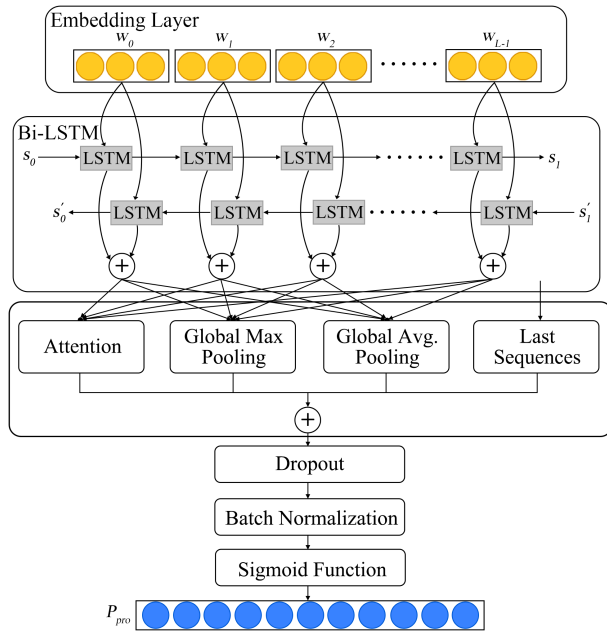 Embedding Layer
w0 w1 w2 ...... wL-1
Bi-LSTM
s0 LSTM LSTM LSTM ...... LSTM s1
s′0 LSTM LSTM LSTM ...... LSTM s′1
+ + + +
Attention
Global Max
Pooling
Global Avg.
Pooling
Last
Sequences
+
Dropout
Batch Normalization
Sigmoid Function
Ppro